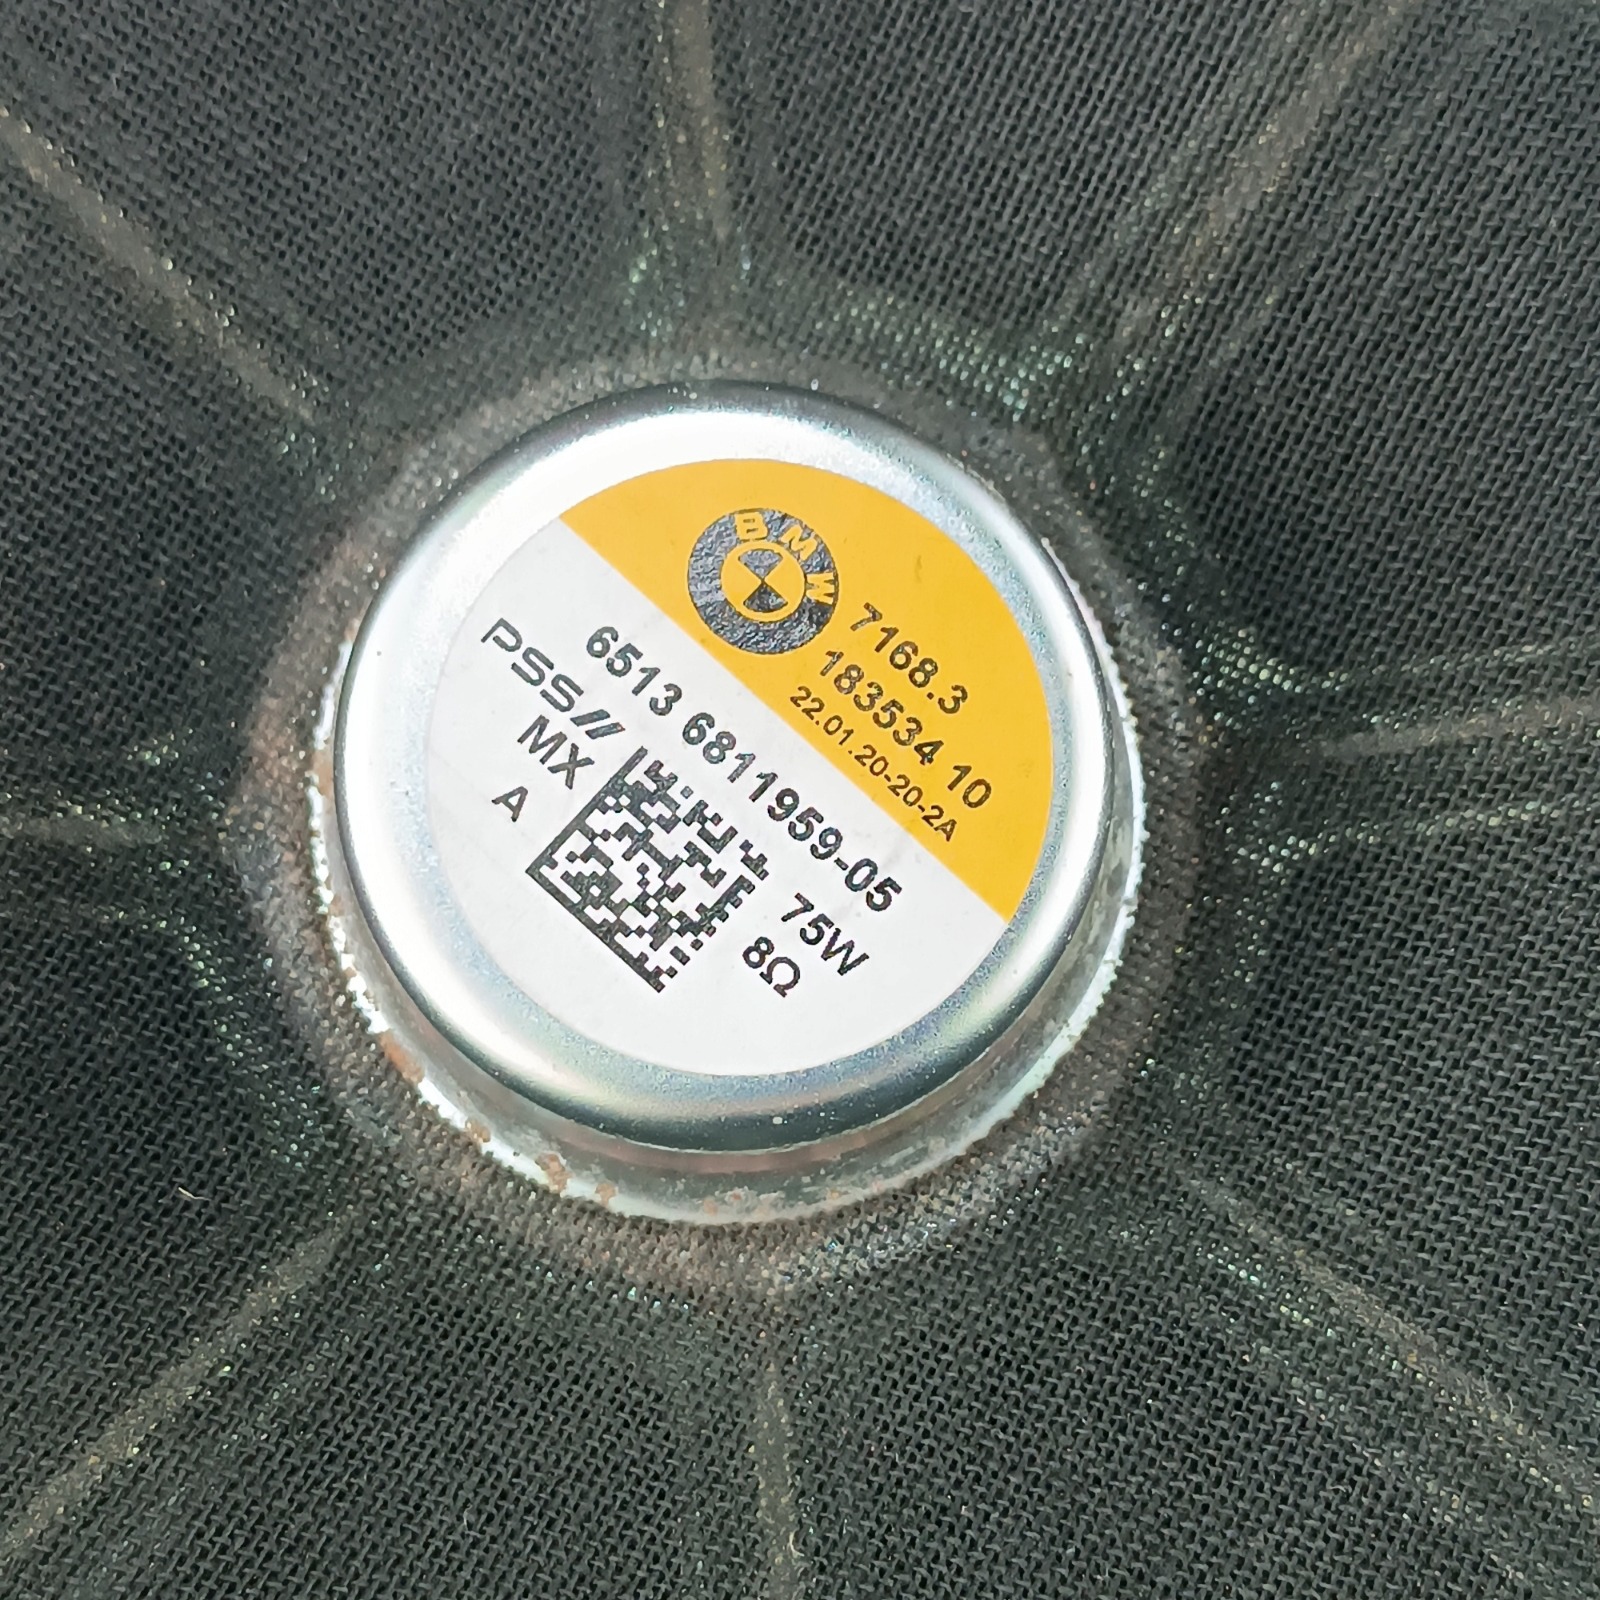 BMW
7168.3
183534 10
22.01.20-20-2A
6513 6811959-05
PSS//
MX
A
75W
8Ω